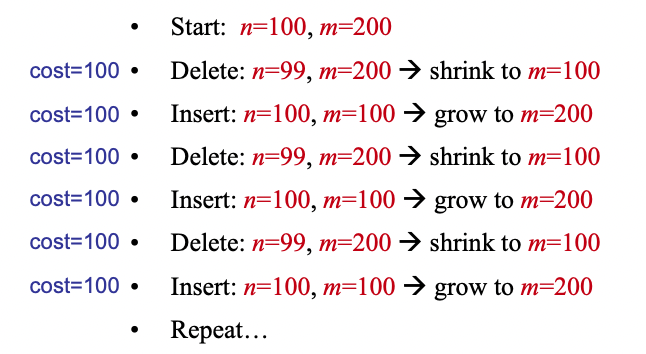 • Start: n=100, m=200
cost=100 • Delete: n=99, m=200 → shrink to m=100
cost=100 • Insert: n=100, m=100 → grow to m=200
cost=100 • Delete: n=99, m=200 → shrink to m=100
cost=100 • Insert: n=100, m=100 → grow to m=200
cost=100 • Delete: n=99, m=200 → shrink to m=100
cost=100 • Insert: n=100, m=100 → grow to m=200
• Repeat…